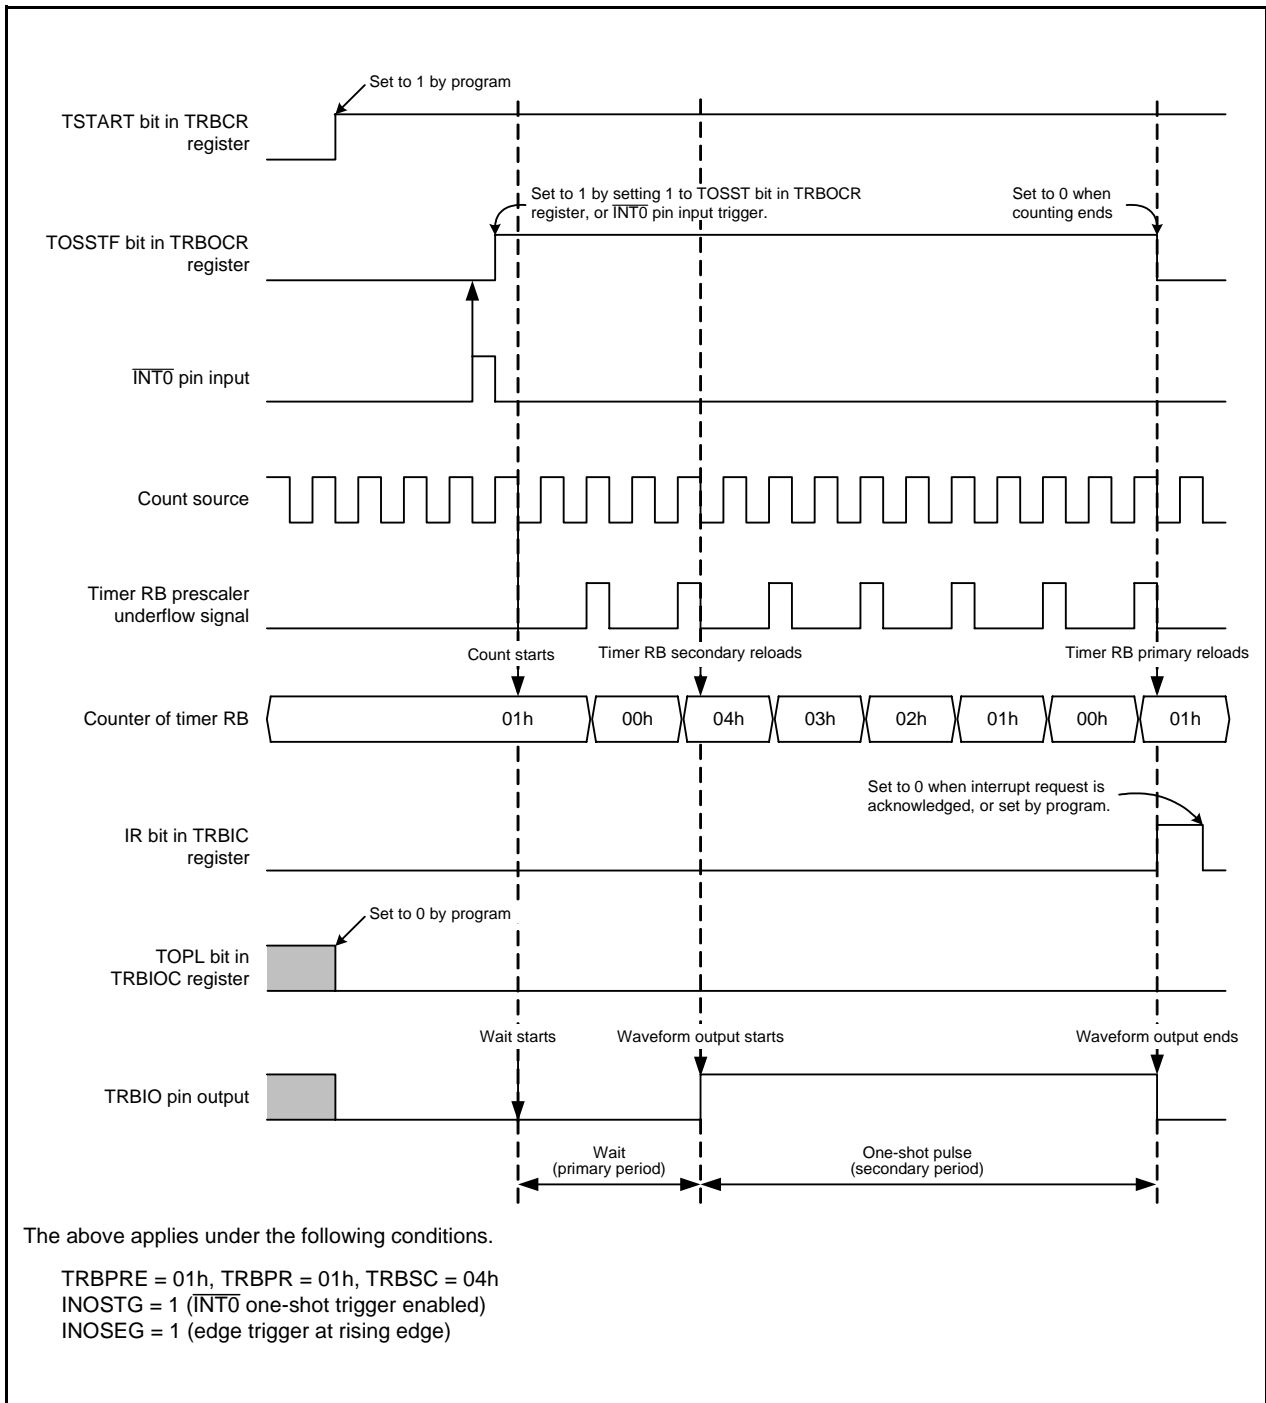 Set to 1 by program
TSTART bit in TRBCR
register
Set to 1 by setting 1 to TOSST bit in TRBOCR
register, or INT0 pin input trigger.
Set to 0 when
counting ends
TOSSTF bit in TRBOCR
register
INT0 pin input
Count source
Timer RB prescaler
underflow signal
Count starts
Timer RB secondary reloads
Timer RB primary reloads
Counter of timer RB
01h
00h
04h
03h
02h
01h
00h
01h
Set to 0 when interrupt request is
acknowledged, or set by program.
IR bit in TRBIC
register
Set to 0 by program
TOPL bit in
TRBIOC register
Wait starts
Waveform output starts
Waveform output ends
TRBIO pin output
Wait
(primary period)
One-shot pulse
(secondary period)
The above applies under the following conditions.
TRBPRE = 01h, TRBPR = 01h, TRBSC = 04h
INOSTG = 1 (INT0 one-shot trigger enabled)
INOSEG = 1 (edge trigger at rising edge)